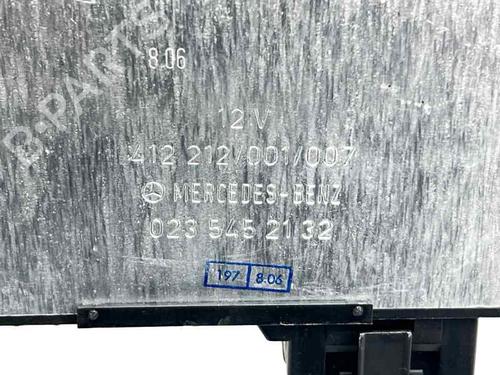 B-PARTS
8.06
12 V
412 212/001/007
MERCEDES-BENZ
023 545 21 32
197 8.06